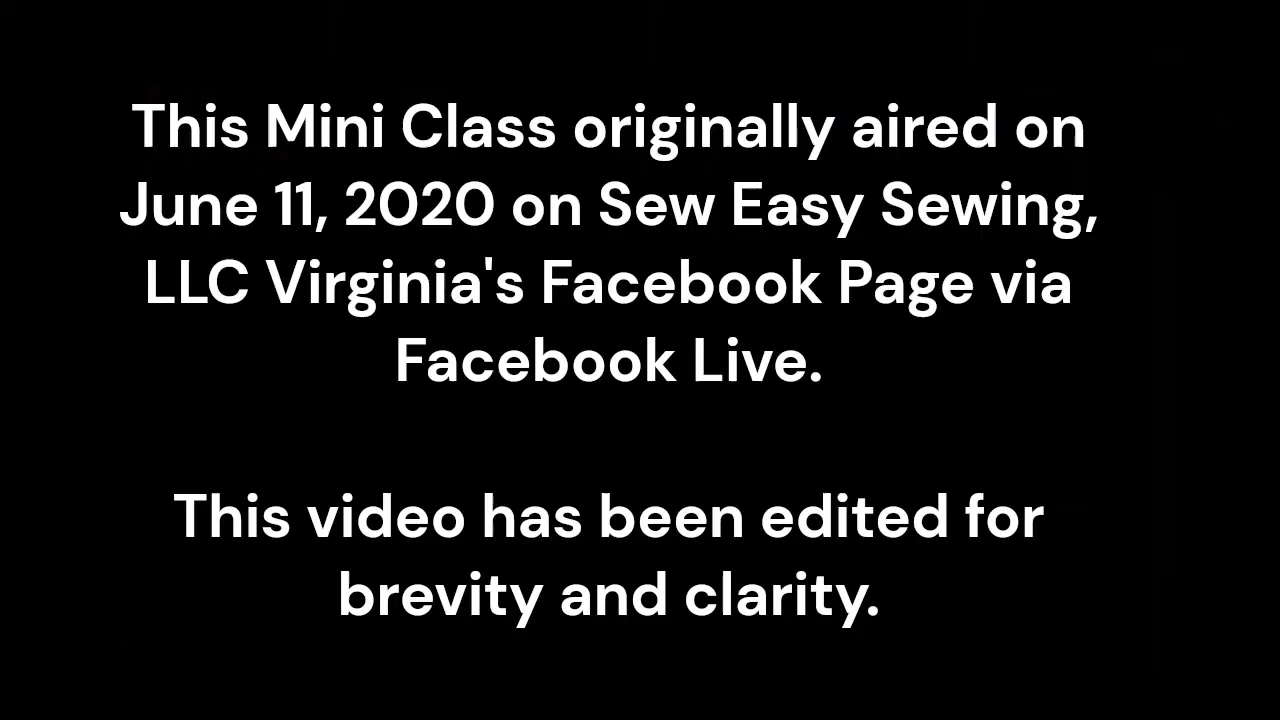 This Mini Class originally aired on
June 11, 2020 on Sew Easy Sewing,
LLC Virginia's Facebook Page via
Facebook Live.
This video has been edited for
brevity and clarity.